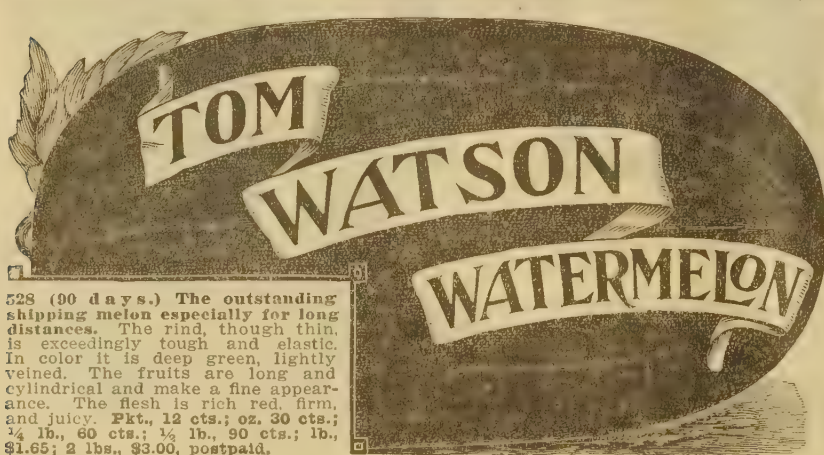 TOM
WATSON
WATERMELON
528 (90 days.) The outstanding
shipping melon especially for long
distances. The rind, though thin,
is exceedingly tough and elastic.
In color it is deep green, lightly
veined. The fruits are long and
cylindrical and make a fine appear-
ance. The flesh is rich red, firm,
and juicy. Pkt., 12 cts.; oz. 30 cts.;
¼ lb., 60 cts.; ½ lb., 90 cts.; lb.,
$1.65; 2 lbs., $3.00, postpaid.